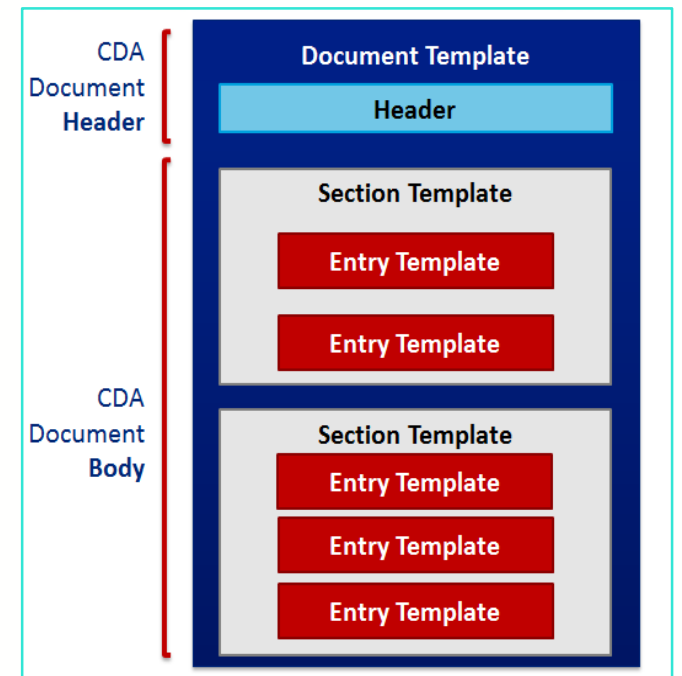 CDA
Document
Header
Document Template
Header
Section Template
Entry Template
Entry Template
CDA
Document
Body
Section Template
Entry Template
Entry Template
Entry Template